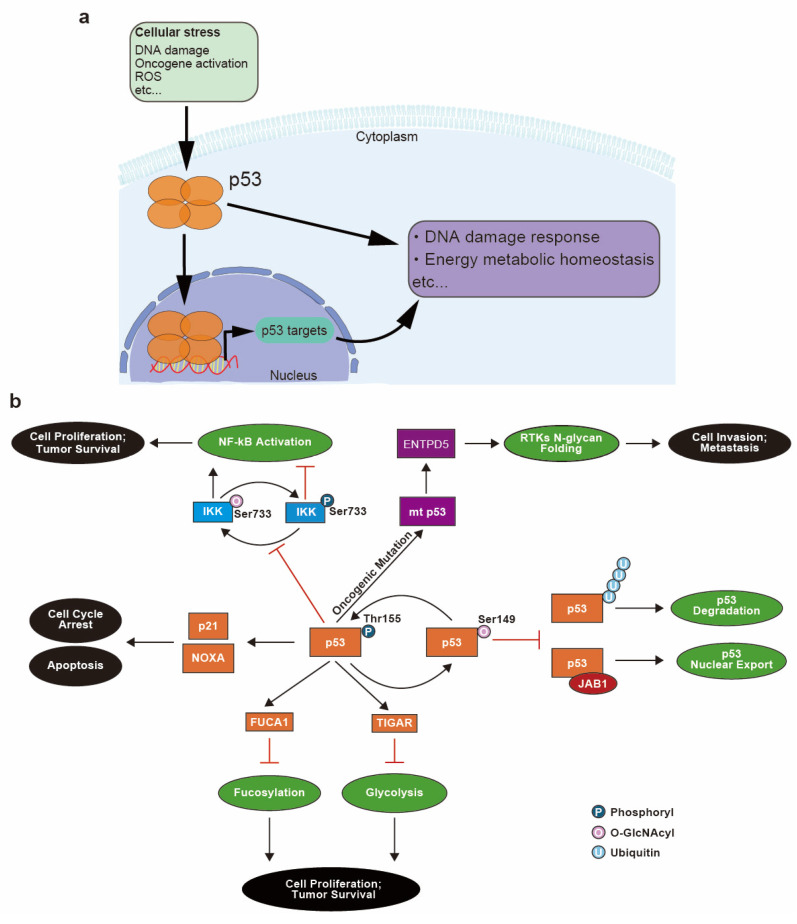 a
Cellular stress
DNA damage
Oncogene activation
ROS
etc...
Cytoplasm
p53
・DNA damage response
・Energy metabolic homeostasis
etc...
p53 targets
Nucleus
b
Cell Proliferation;
Tumor Survival
NF-kB Activation
ENTPD5
RTKs N-glycan
Folding
Cell Invasion;
Metastasis
IKK
O
Ser733
IKK
P
Ser733
mt p53
Oncogenic Mutation
U
U
U
U
p53
p53
Degradation
Cell Cycle
Arrest
Apoptosis
p21
NOXA
Thr155
p53
P
Ser149
p53
O
p53
JAB1
p53
Nuclear Export
FUCA1
TIGAR
Fucosylation
Glycolysis
P Phosphoryl
O O-GlcNAcyl
U Ubiquitin
Cell Proliferation;
Tumor Survival